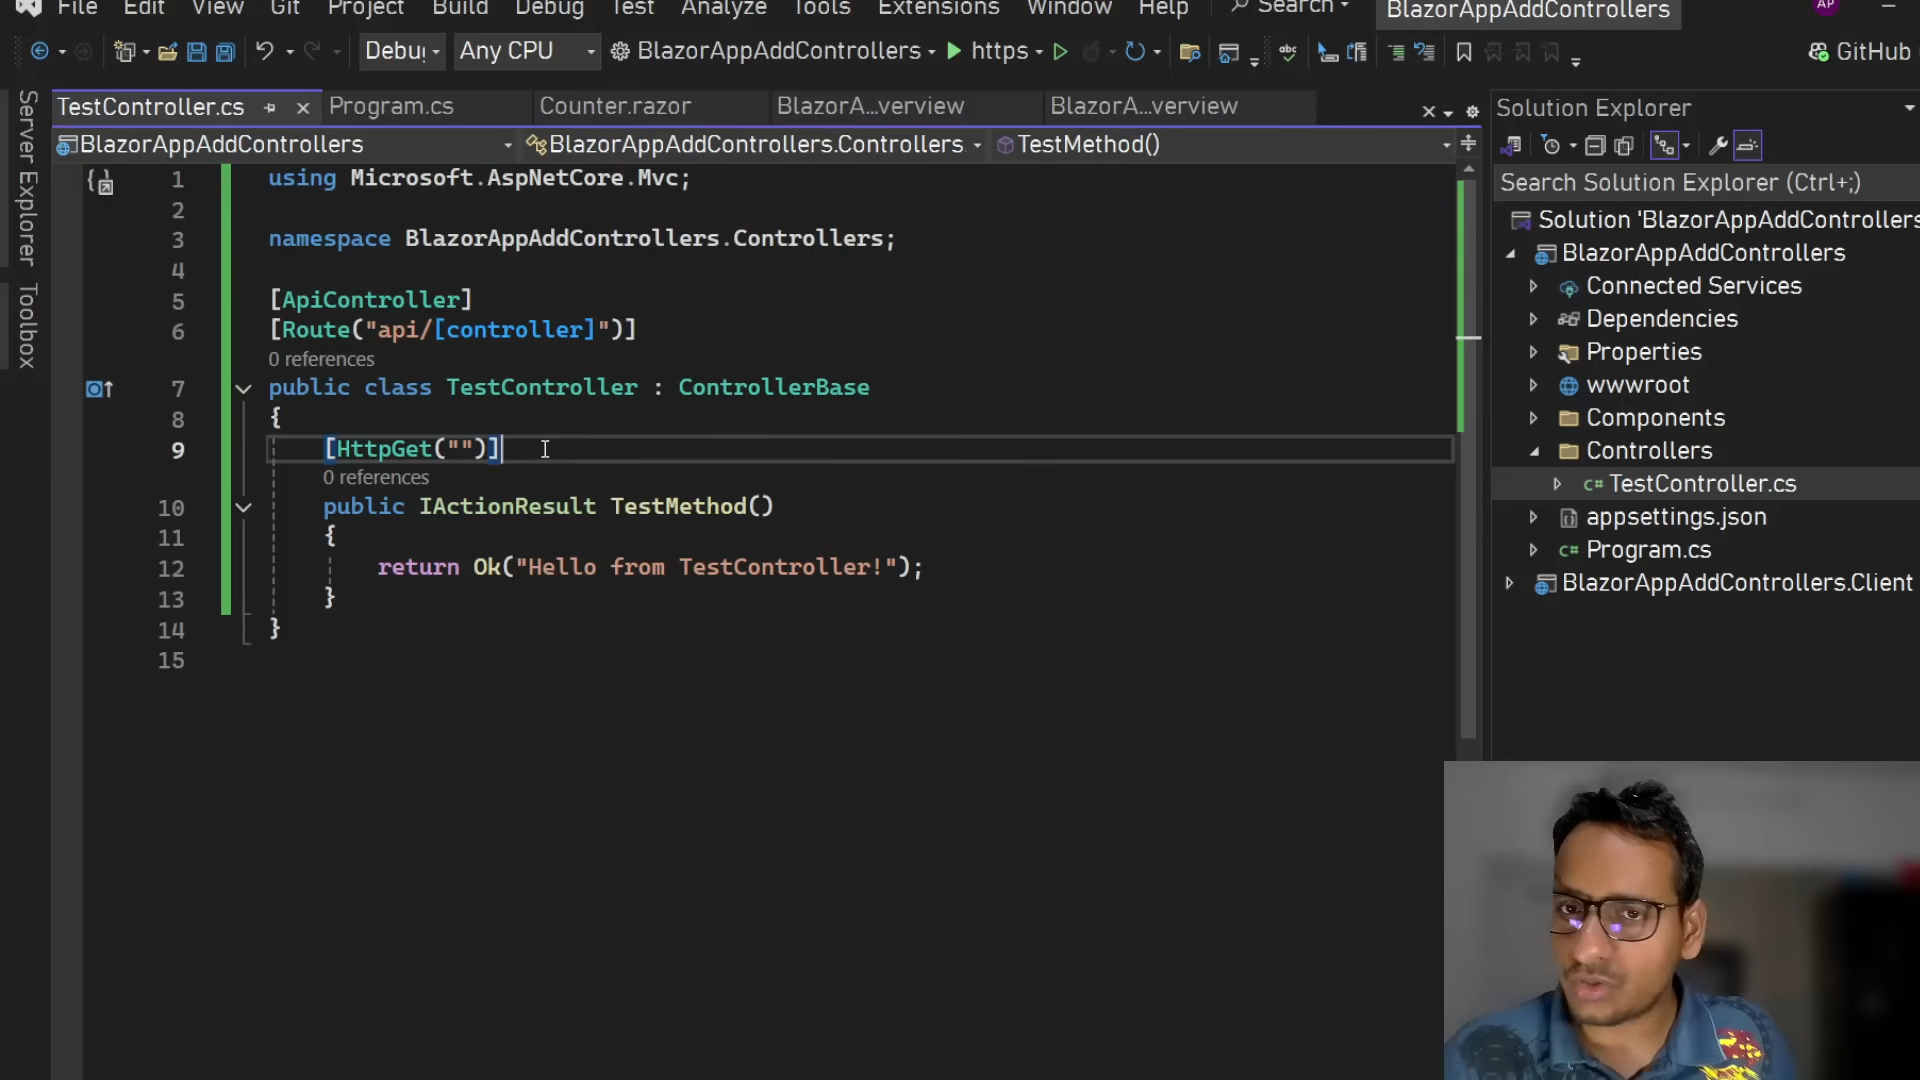 File Edit View Git Project Build Debug Test Analyze Tools Extensions Window Help Search BlazorAppAddControllers AP
Debug Any CPU BlazorAppAddControllers https GitHub
Server Explorer
Toolbox
TestController.cs Program.cs Counter.razor BlazorA...verview BlazorA...verview
BlazorAppAddControllers BlazorAppAddControllers.Controllers TestMethod()
1 using Microsoft.AspNetCore.Mvc;
2
3 namespace BlazorAppAddControllers.Controllers;
4
5 [ApiController]
6 [Route("api/[controller]")]
0 references
7 public class TestController : ControllerBase
8 {
9 [HttpGet("")]
0 references
10 public IActionResult TestMethod()
11 {
12 return Ok("Hello from TestController!");
13 }
14 }
15
Solution Explorer
Search Solution Explorer (Ctrl+;)
Solution 'BlazorAppAddControllers
BlazorAppAddControllers
Connected Services
Dependencies
Properties
wwwroot
Components
Controllers
C# TestController.cs
appsettings.json
C# Program.cs
BlazorAppAddControllers.Client